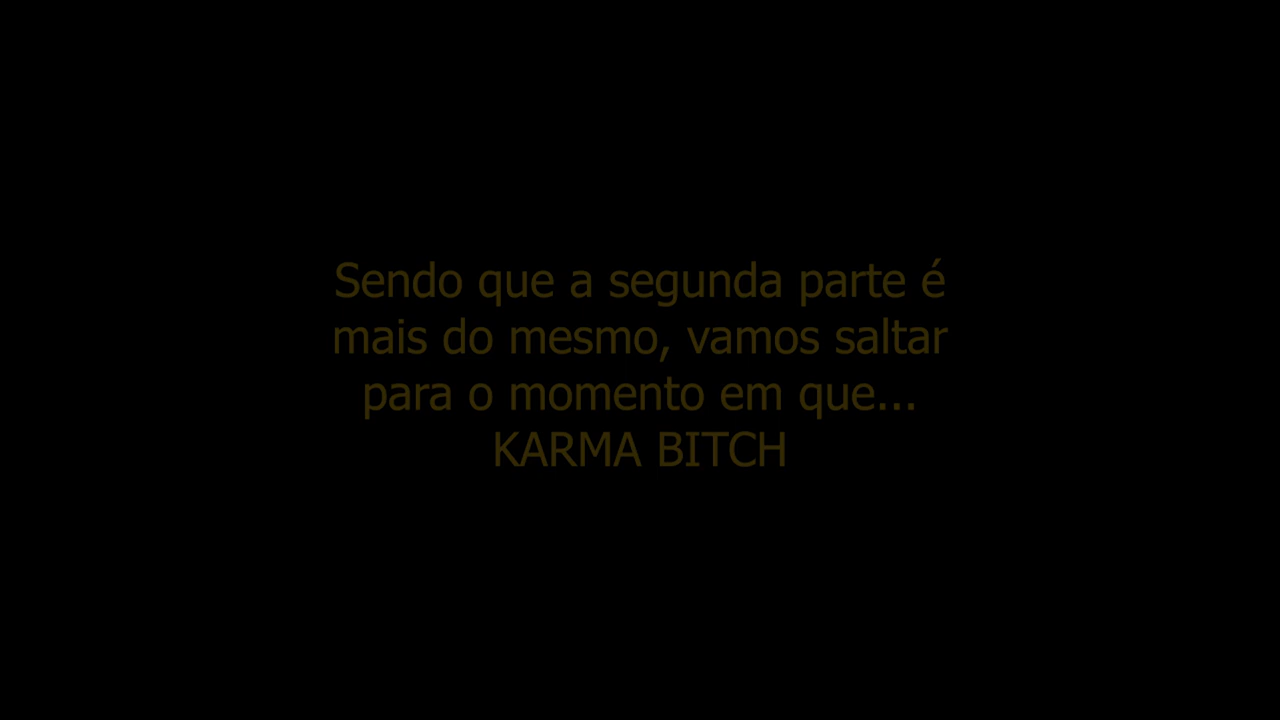 Sendo que a segunda parte é
mais do mesmo, vamos saltar
para o momento em que...
KARMA BITCH